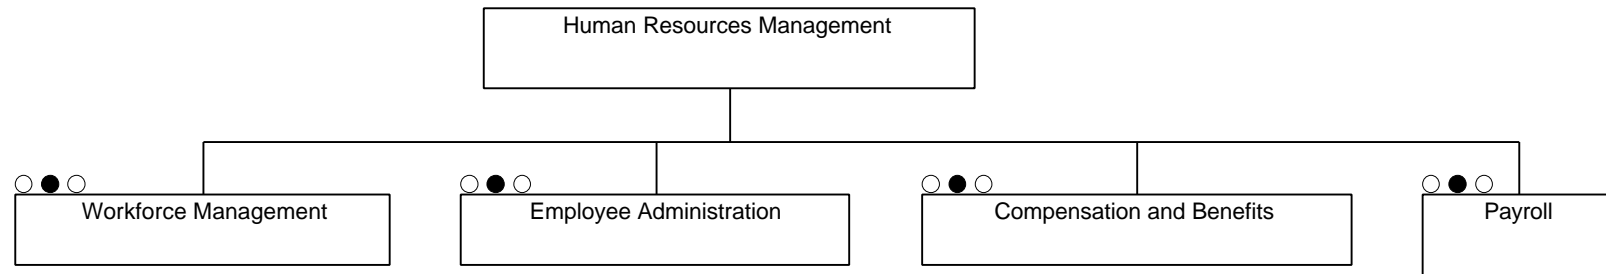 Human Resources Management
Workforce Management
Employee Administration
Compensation and Benefits
Payroll